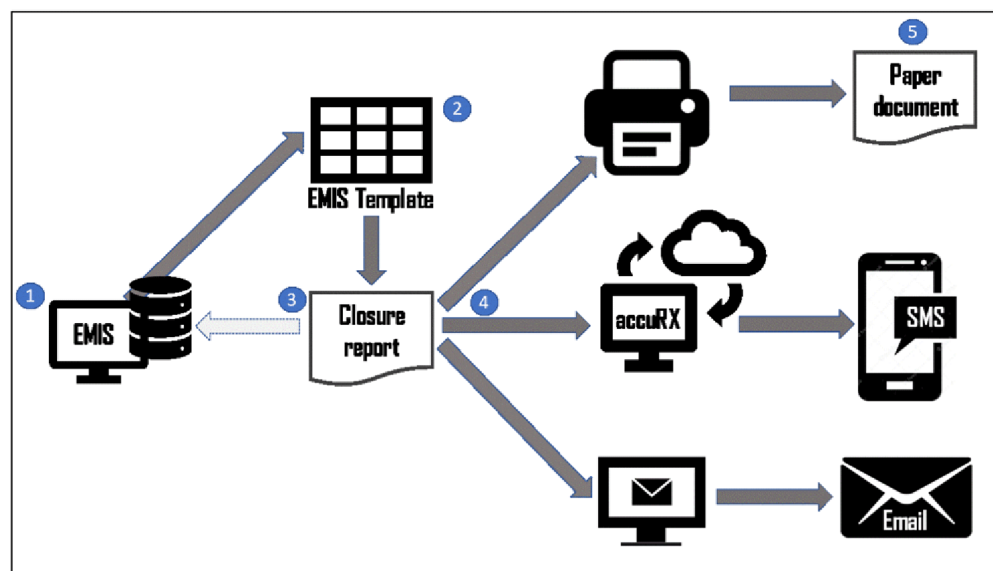 5
Paper
document
2
EMIS Template
1
EMIS
3
Closure
report
4
accuRX
SMS
Email